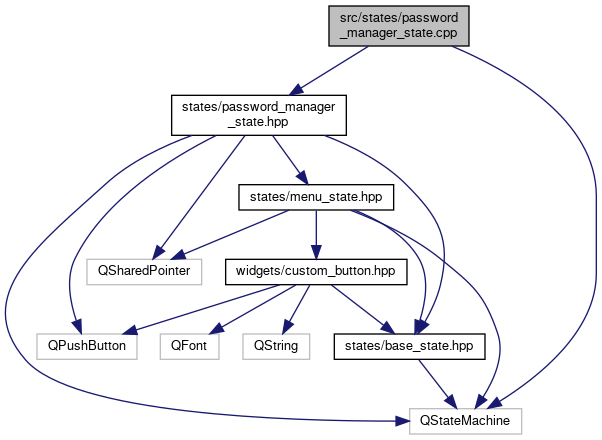 src/states/password
_manager_state.cpp
states/password_manager
_state.hpp
states/menu_state.hpp
QSharedPointer
widgets/custom_button.hpp
QPushButton
QFont
QString
states/base_state.hpp
QStateMachine